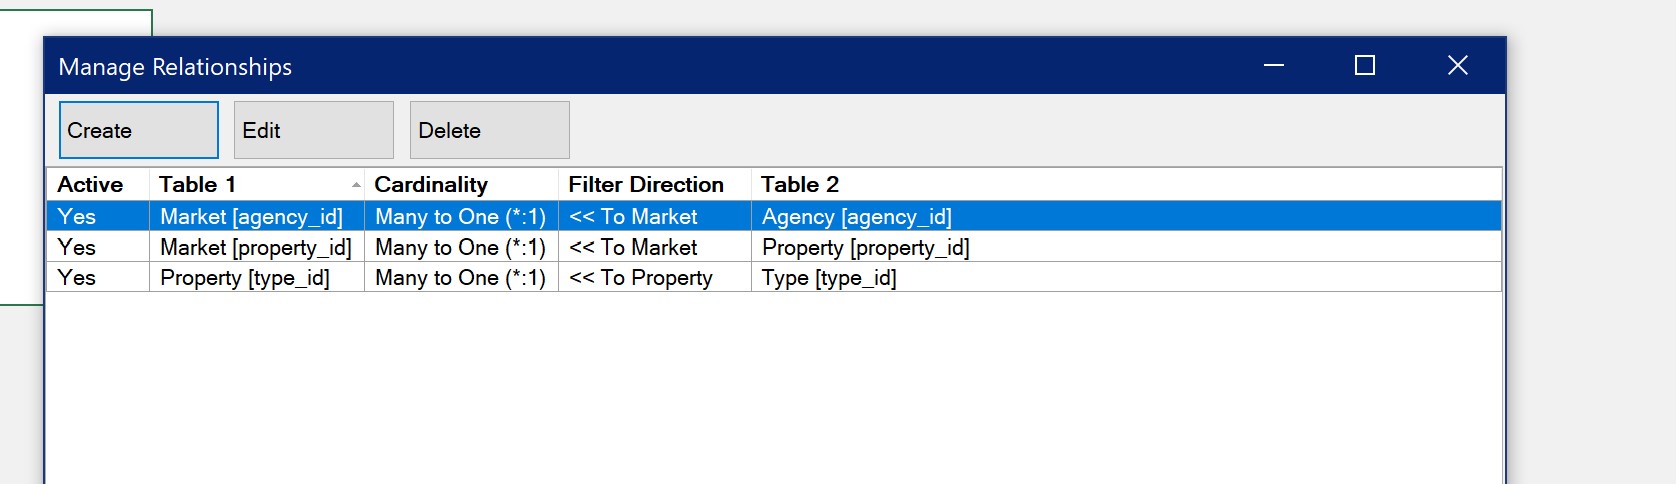 Manage Relationships
Create Edit Delete
Active Table 1 Cardinality Filter Direction Table 2
Yes Market [agency_id] Many to One (*:1) << To Market Agency [agency_id]
Yes Market [property_id] Many to One (*:1) << To Market Property [property_id]
Yes Property [type_id] Many to One (*:1) << To Property Type [type_id]